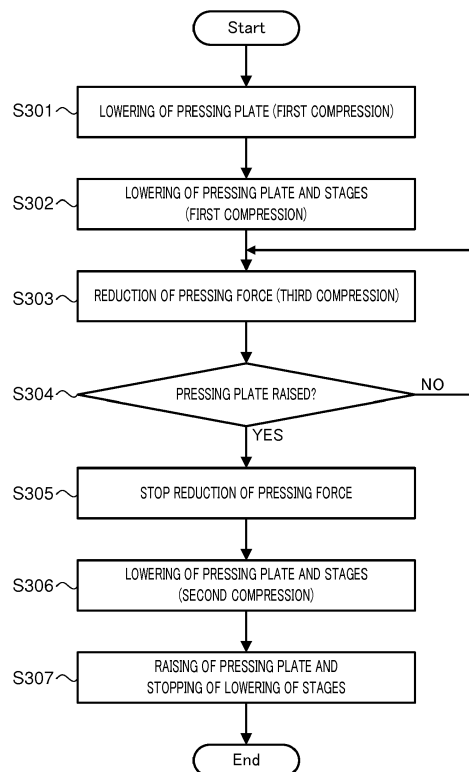 Start
S301
LOWERING OF PRESSING PLATE (FIRST COMPRESSION)
S302
LOWERING OF PRESSING PLATE AND STAGES
(FIRST COMPRESSION)
S303
REDUCTION OF PRESSING FORCE (THIRD COMPRESSION)
S304
PRESSING PLATE RAISED?
NO
YES
S305
STOP REDUCTION OF PRESSING FORCE
S306
LOWERING OF PRESSING PLATE AND STAGES
(SECOND COMPRESSION)
S307
RAISING OF PRESSING PLATE AND
STOPPING OF LOWERING OF STAGES
End